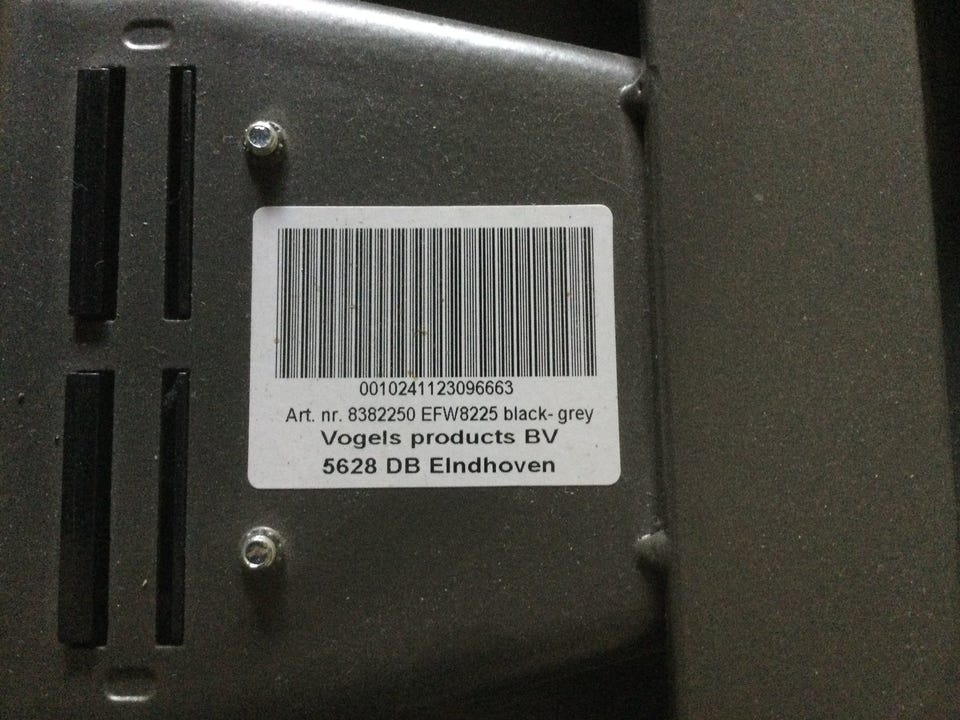 0010241123096663
Art. nr. 8382250 EFW8225 black- grey
Vogels products BV
5628 DB EIndhoven